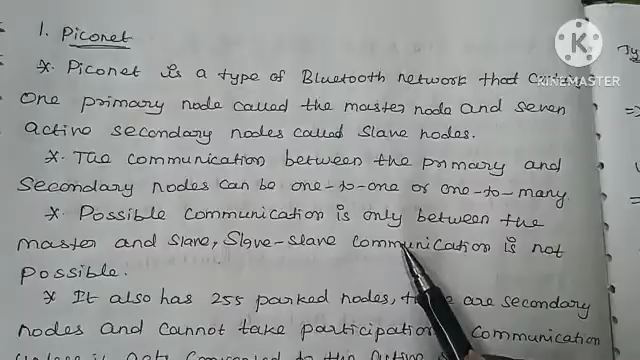 1. Piconet
* Piconet is a type of Bluetooth network that
One primary node called the master node and seven
active secondary nodes called slave nodes.
* The communication between the primary and
secondary nodes can be one-to-one or one-to-many.
* Possible communication is only between the
master and slave, Slave-slave communication is not
possible.
* It also has 255 parked nodes, are secondary
nodes and cannot take participation communication
K
KINEMASTER